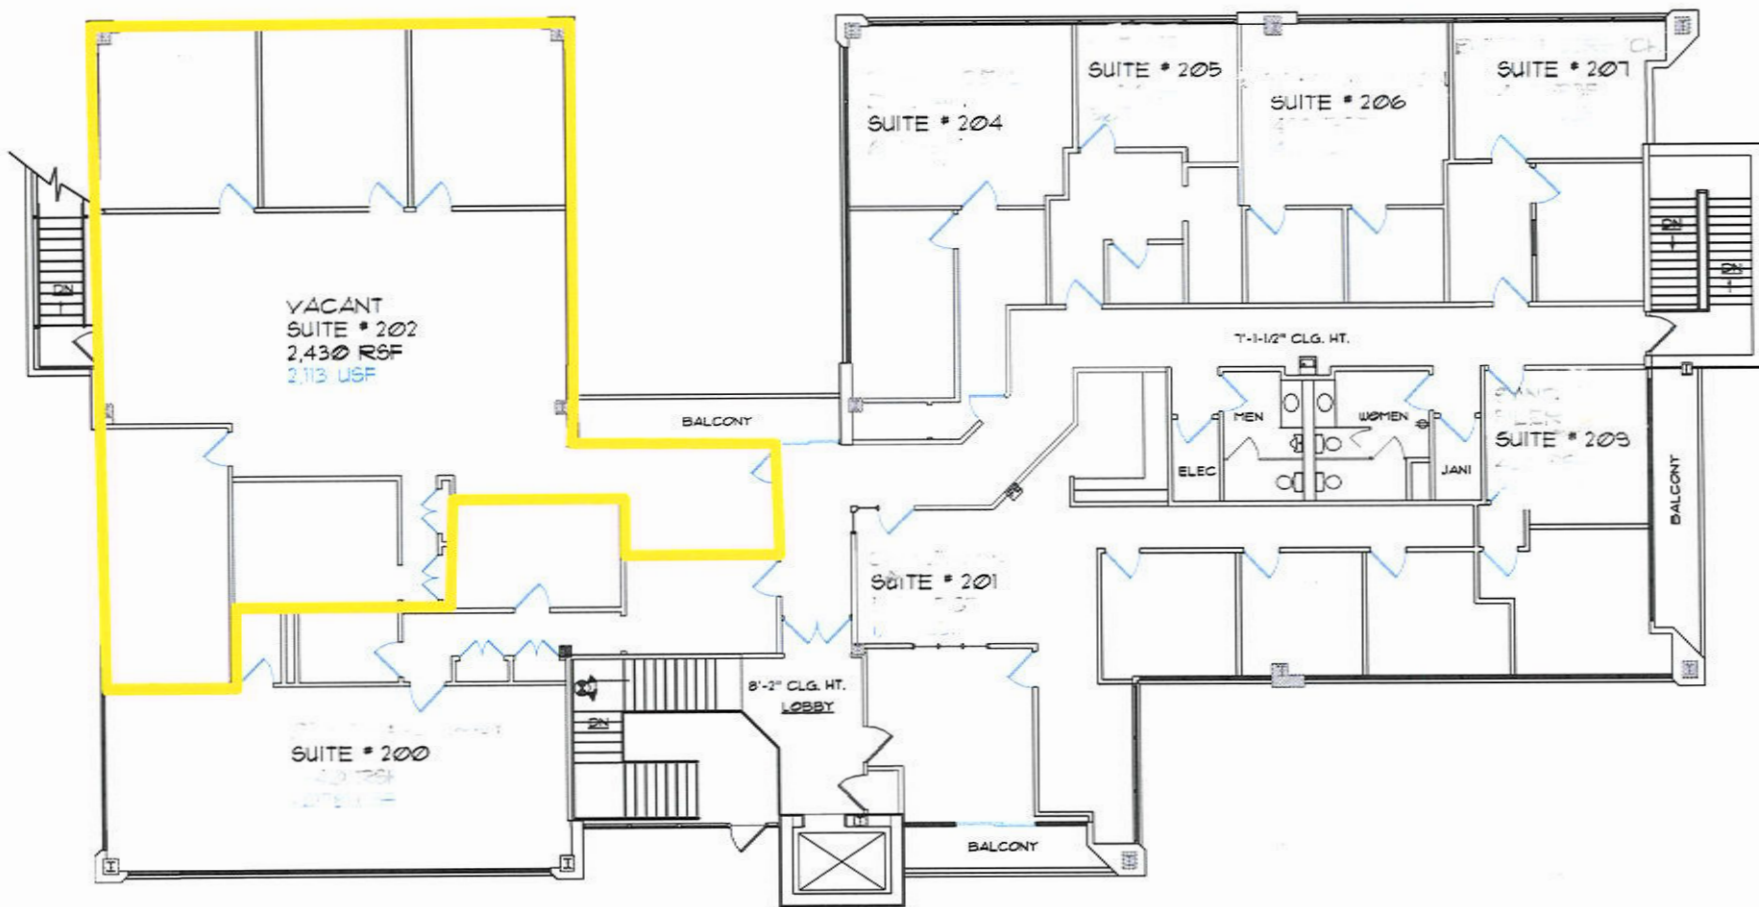 SUITE # 204
SUITE # 205
SUITE # 206
SUITE # 207
DN
DN
DN
VACANT
SUITE # 202
2,430 RSF
2,113 USF
7'-1-1/2" CLG. HT.
BALCONY
MEN
WOMEN
ELEC
JANI
SUITE # 203
BALCONY
SUITE # 201
8'-2" CLG. HT.
LOBBY
DN
SUITE # 200
BALCONY